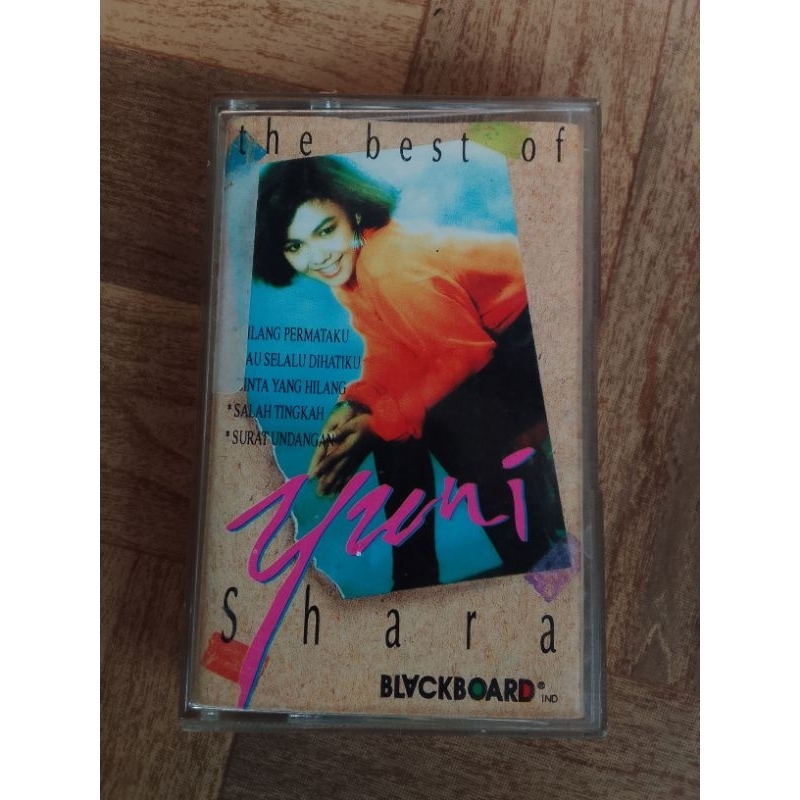 the best of
ILANG PERMATAKU
AU SELALU DIHATIKU
INTA YANG HILANG
* SALAH TINGKAH
* SURAT UNDANGAN
Yuni
Shara
BLACKBOARD®
IND